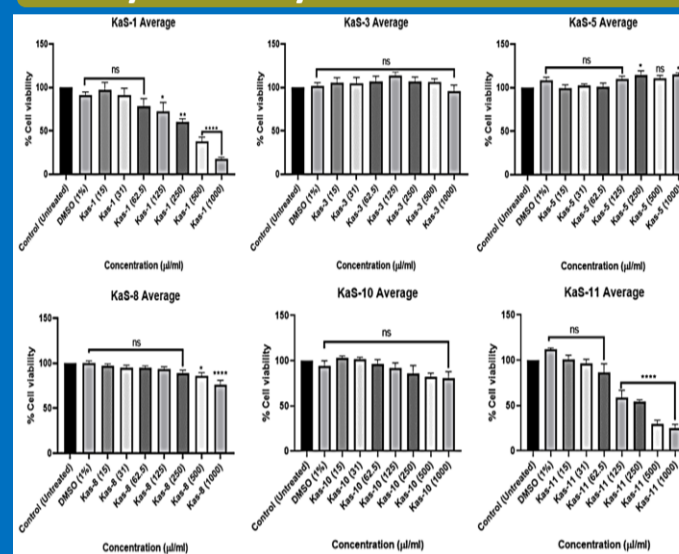 KaS-1 Average
ns
*
**
****
% Cell viability
150
100
50
0
Control (Untreated)
DMSO (1%)
Kas-1 (15)
Kas-1 (31)
Kas-1 (62.5)
Kas-1 (125)
Kas-1 (250)
Kas-1 (500)
Kas-1 (1000)
Concentration (µl/ml)
KaS-3 Average
ns
% Cell viability
150
100
50
0
Control (Untreated)
DMSO (1%)
Kas-3 (15)
Kas-3 (31)
Kas-3 (62.5)
Kas-3 (125)
Kas-3 250)
Kas-3 (500)
Kas-3 (1000)
Concentration (µl/ml)
KaS-5 Average
ns
*
ns
*
% Cell viability
150
100
50
0
Control (Untreated)
DMSO (1%)
Kas-5 (15)
Kas-5 (31)
Kas-5 (62.5)
Kas-5 (125)
Kas-5 (250)
Kas-5 (500)
Kas-5 (1000)
Concentration (µl/ml)
KaS-8 Average
ns
*
****
% Cell viability
150
100
50
0
Control (Untreated)
DMSO (1%)
Kas-8 (15)
Kas-8 (31)
Kas-8 (62.5)
Kas-8 (125)
Kas-8 (250)
Kas-8 (500)
Kas-8 (1000)
Concentration (µl/ml)
KaS-10 Average
ns
% Cell viability
150
100
50
0
Control (Untreated)
DMSO (1%)
Kas-10 (15)
Kas-10 (31)
Kas-10 (62.5)
Kas-10 (125)
Kas-10 (250)
Kas-10 (500)
Kas-10 (1000)
Concentration (µl/ml)
KaS-11 Average
ns
****
% Cell viability
150
100
50
0
Control (Untreated)
DMSO (1%)
Kas-11 (15)
Kas-11 (31)
Kas-11 (62.5)
Kas-11 (125)
Kas-11 (250)
Kas-11 (500)
Kas-11 (1000)
Concentration (µl/ml)